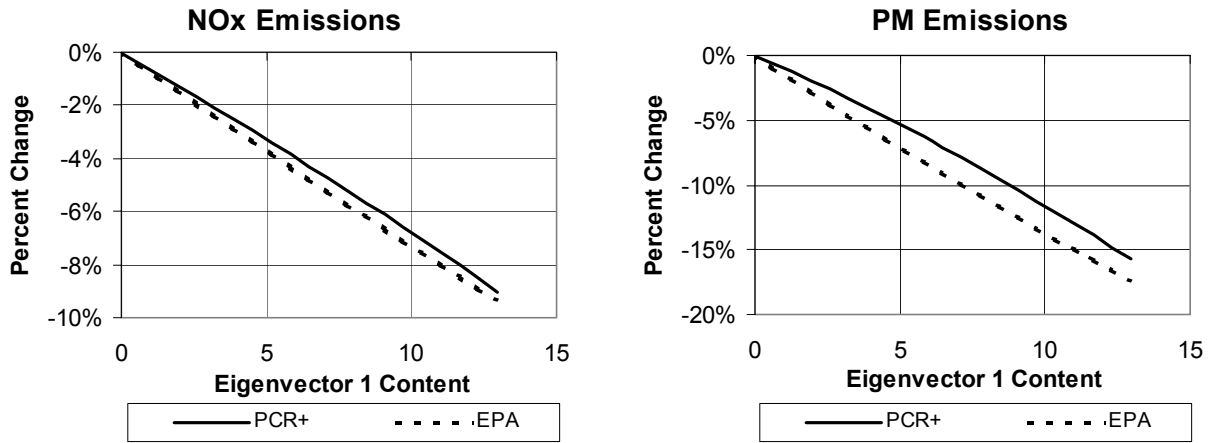 NOx Emissions
0%
-2%
-4%
-6%
-8%
-10%
Percent Change
0 5 10 15
Eigenvector 1 Content
PCR+ EPA
PM Emissions
0%
-5%
-10%
-15%
-20%
Percent Change
0 5 10 15
Eigenvector 1 Content
PCR+ EPA